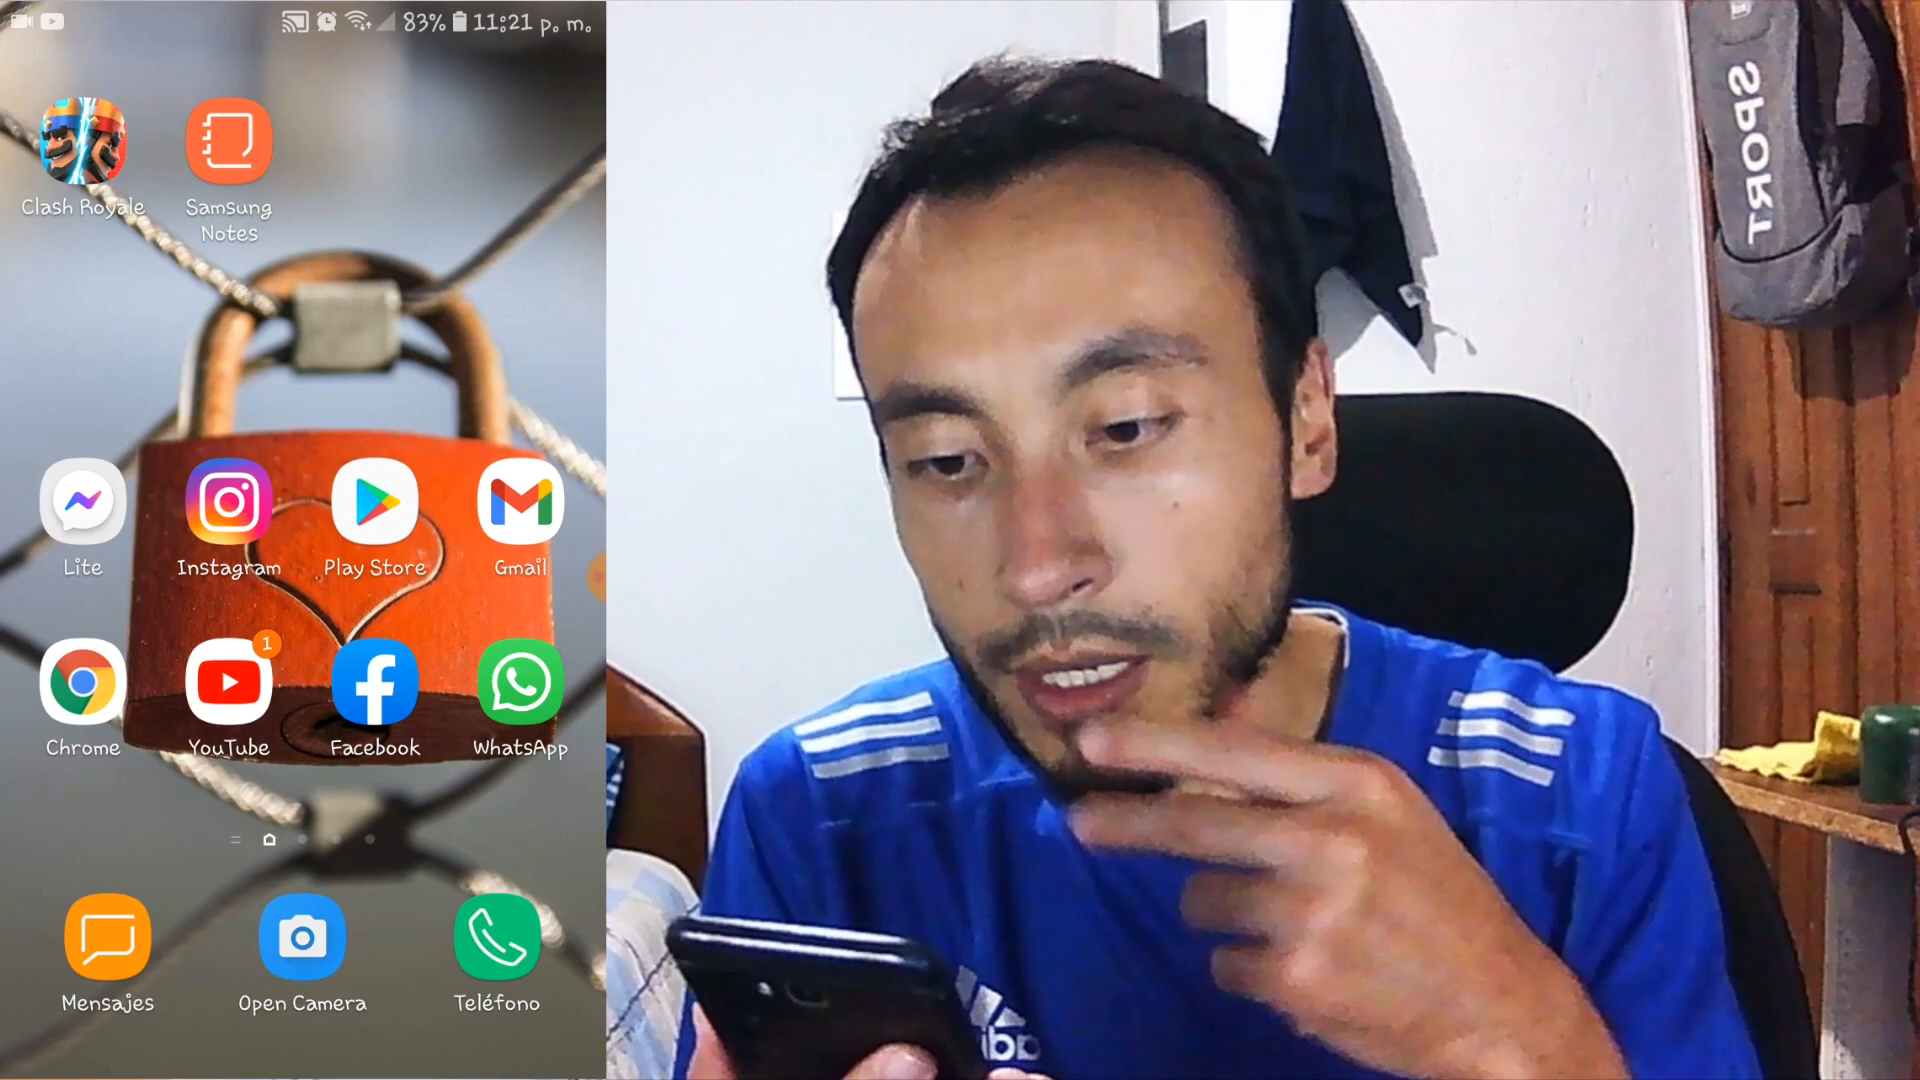 83% 11:21 p. m.
Clash Royale
Samsung
Notes
Lite
Instagram
Play Store
Gmail
1
Chrome
YouTube
Facebook
WhatsApp
Mensajes
Open Camera
Teléfono
SPORT